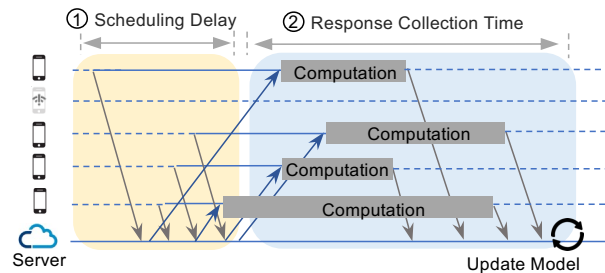 ① Scheduling Delay
② Response Collection Time
Computation
Computation
Computation
Computation
Server
Update Model